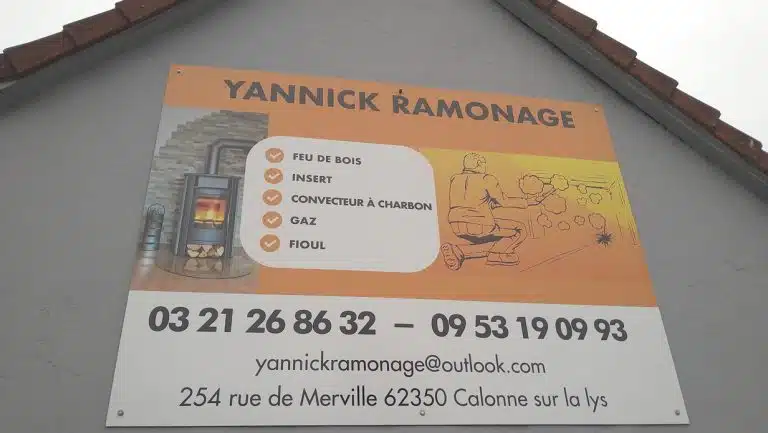 YANNICK RAMONAGE
FEU DE BOIS
INSERT
CONVECTEUR À CHARBON
GAZ
FIOUL
03 21 26 86 32 – 09 53 19 09 93
yannickramonage@outlook.com
254 rue de Merville 62350 Calonne sur la lys